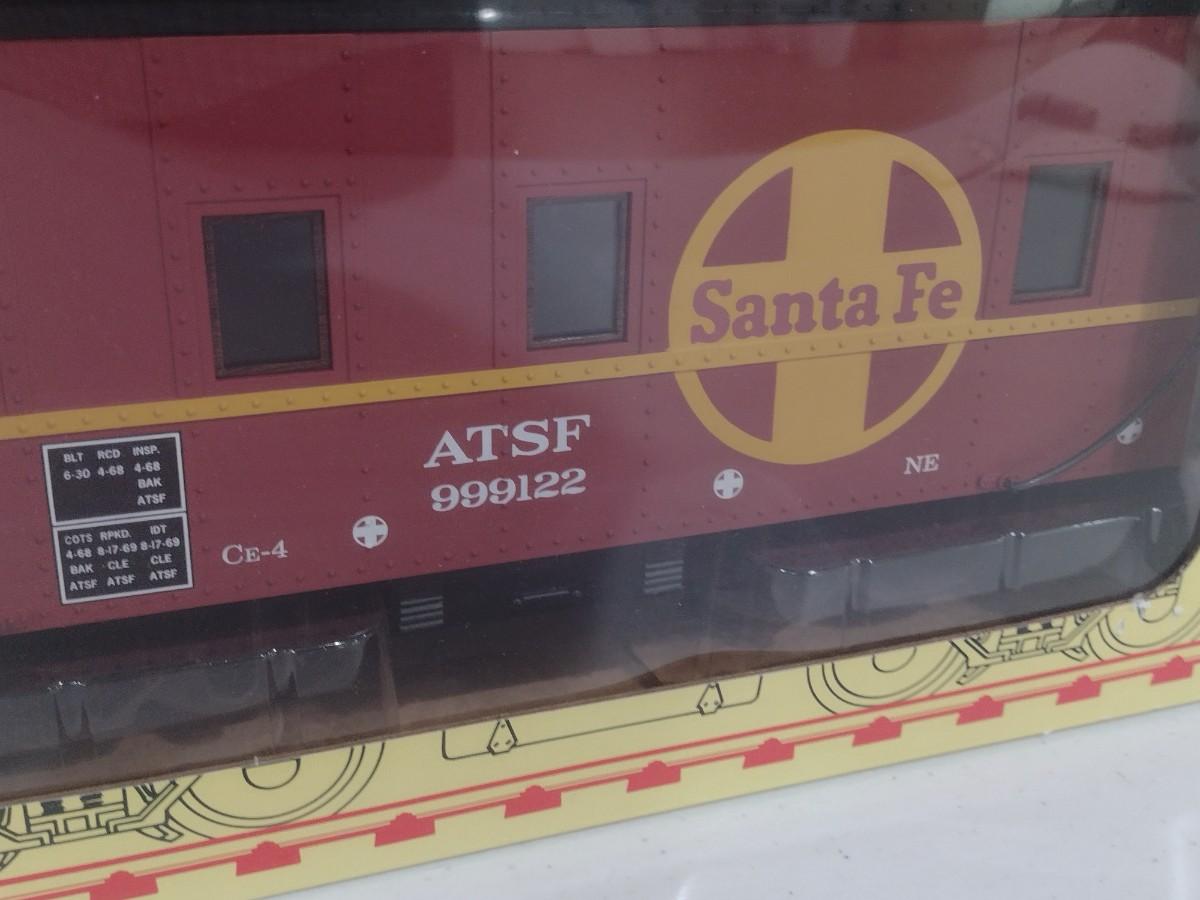 Santa Fe
ATSF
999122
NE
BLT RCD INSP.
6-30 4-68 4-68
BAK
ATSF
COTS RPKD. IDT
4-68 8-17-69 8-17-69
BAK CLE CLE
ATSF ATSF ATSF
CE-4